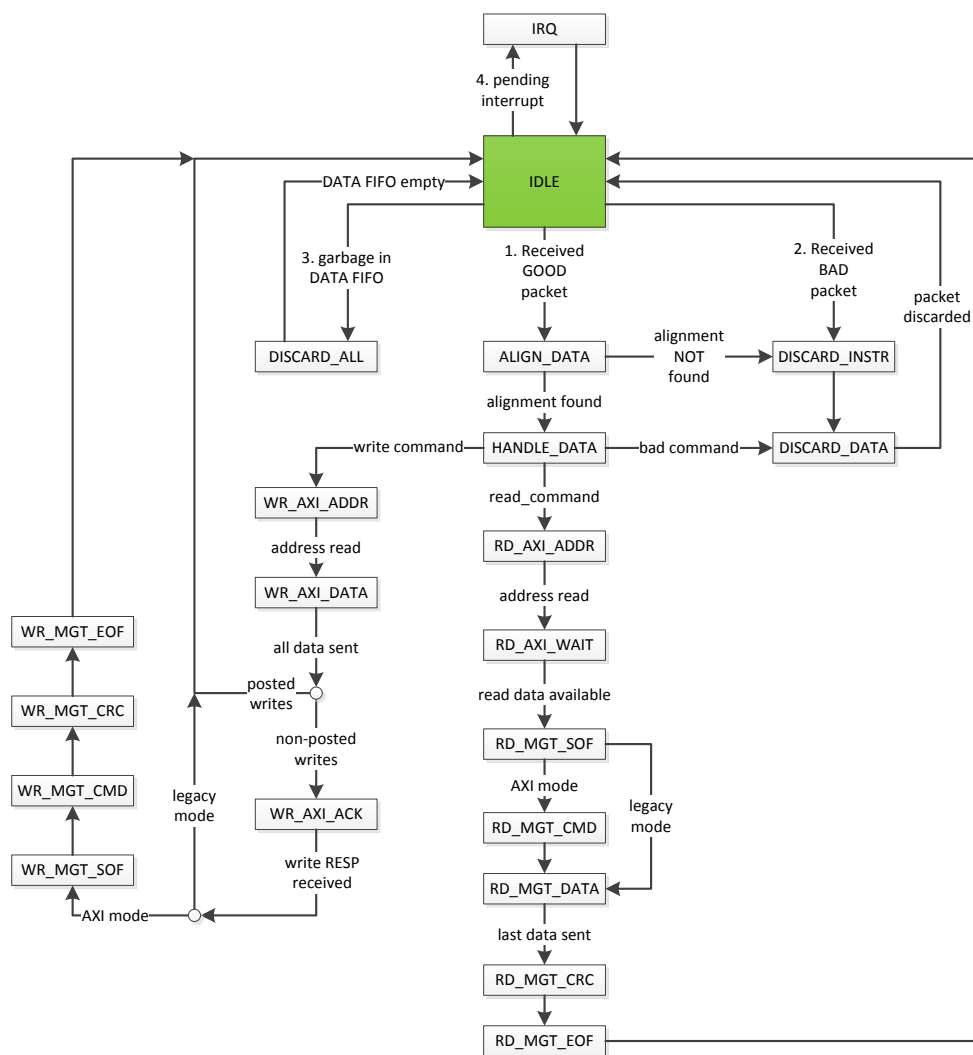 IRQ
4. pending
interrupt
IDLE
DATA FIFO empty
3. garbage in
DATA FIFO
1. Received
GOOD
packet
2. Received
BAD
packet
packet
discarded
DISCARD_ALL
ALIGN_DATA
alignment
NOT
found
DISCARD_INSTR
alignment found
write command
HANDLE_DATA
bad command
DISCARD_DATA
WR_AXI_ADDR
read_command
address read
RD_AXI_ADDR
WR_AXI_DATA
address read
WR_MGT_EOF
all data sent
RD_AXI_WAIT
posted
writes
read data available
WR_MGT_CRC
non-posted
writes
RD_MGT_SOF
WR_MGT_CMD
legacy
mode
WR_AXI_ACK
AXI mode
legacy
mode
RD_MGT_CMD
WR_MGT_SOF
write RESP
received
RD_MGT_DATA
AXI mode
last data sent
RD_MGT_CRC
RD_MGT_EOF